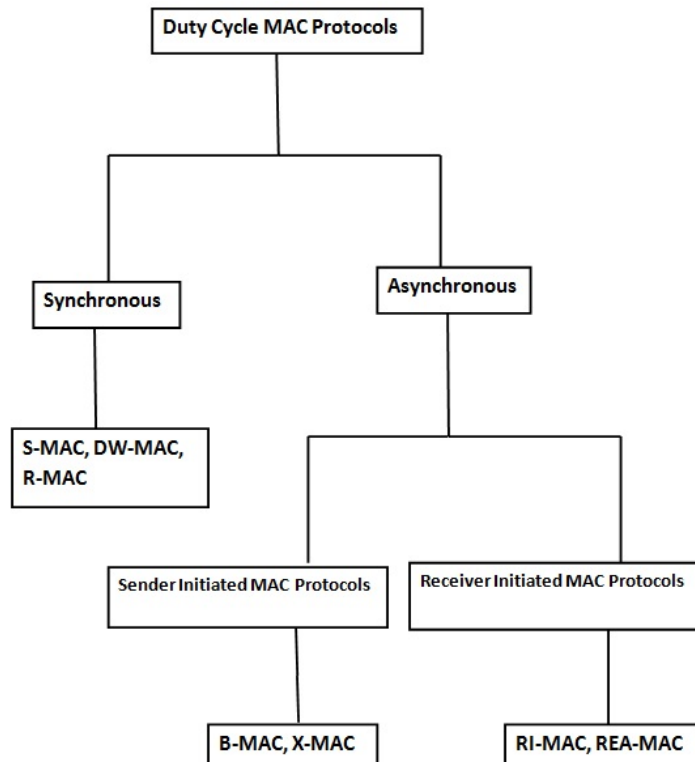 Duty Cycle MAC Protocols
Synchronous
Asynchronous
S-MAC, DW-MAC,
R-MAC
Sender Initiated MAC Protocols
Receiver Initiated MAC Protocols
B-MAC, X-MAC
RI-MAC, REA-MAC